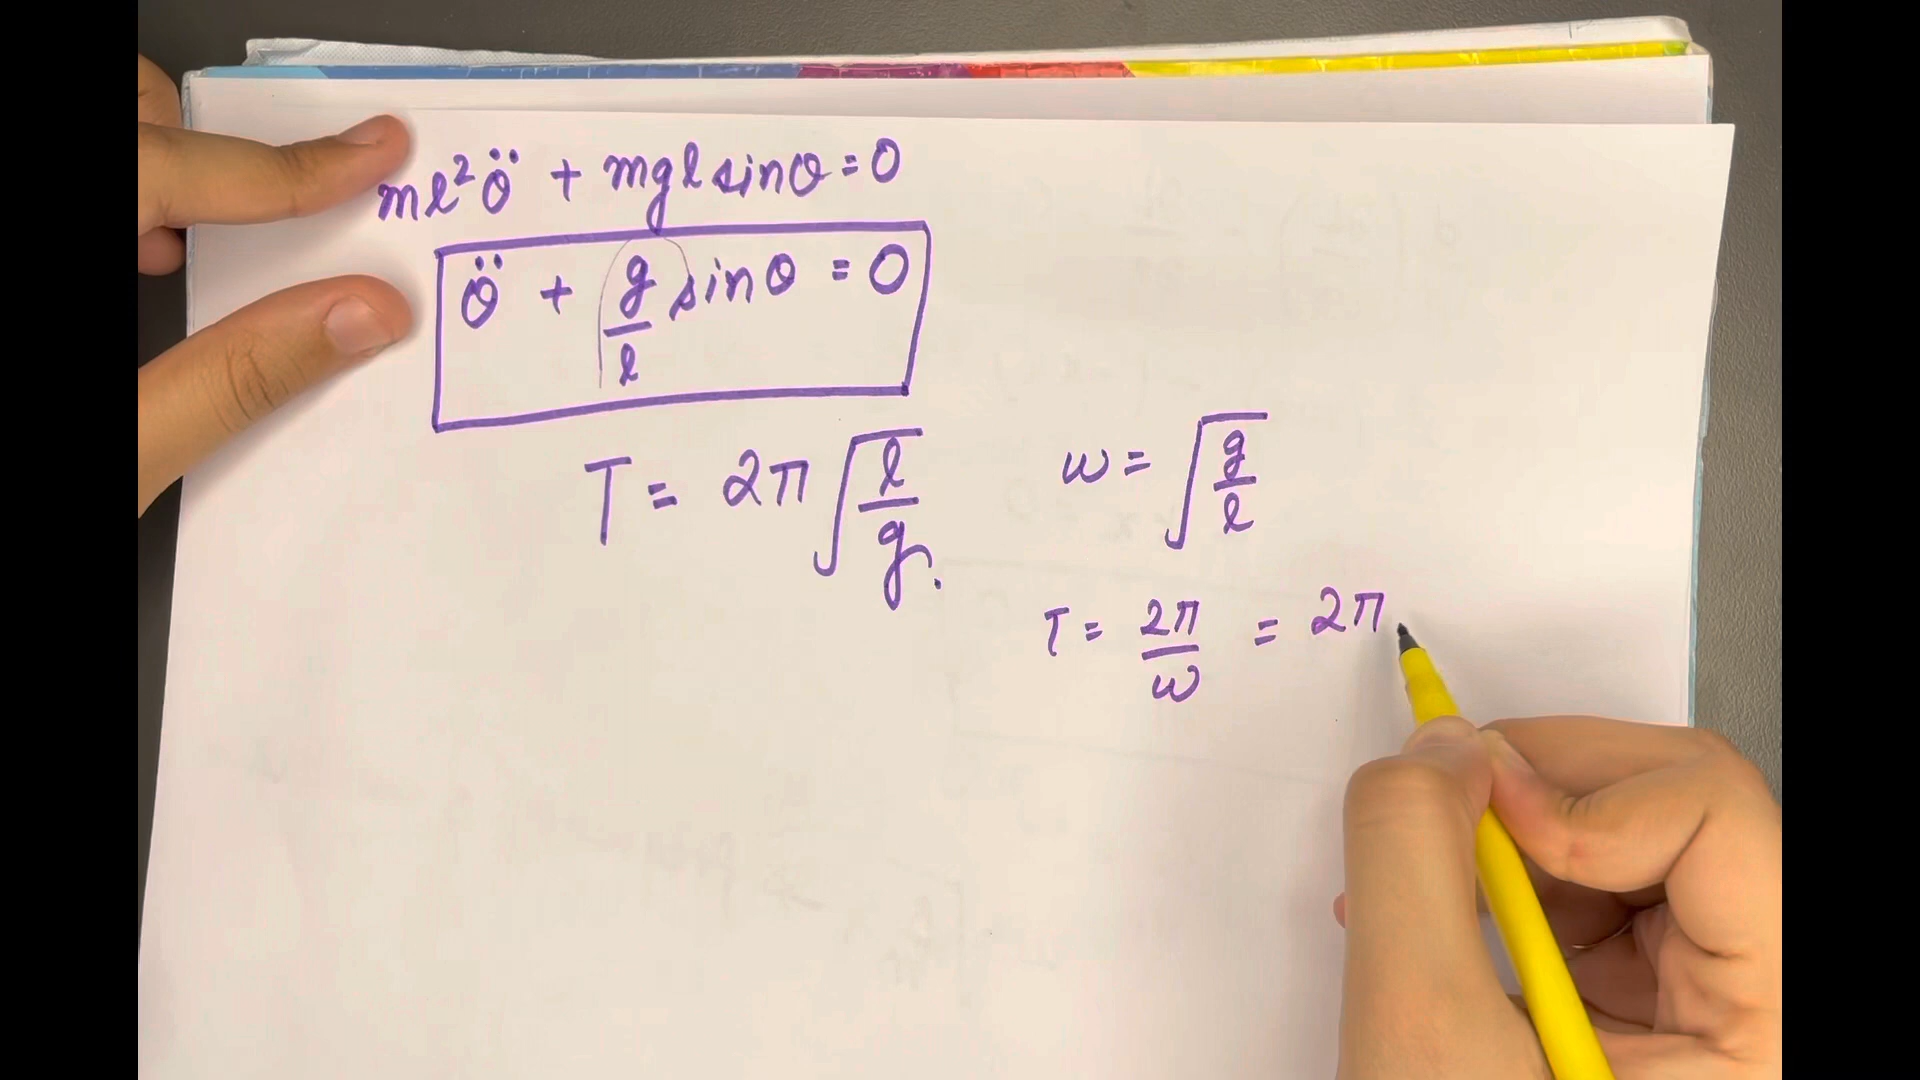 ml²θ̈ + mgl sinθ = 0
θ̈ + g/l sinθ = 0
T = 2π√(l/g).
ω = √(g/l)
T = 2π/ω = 2π